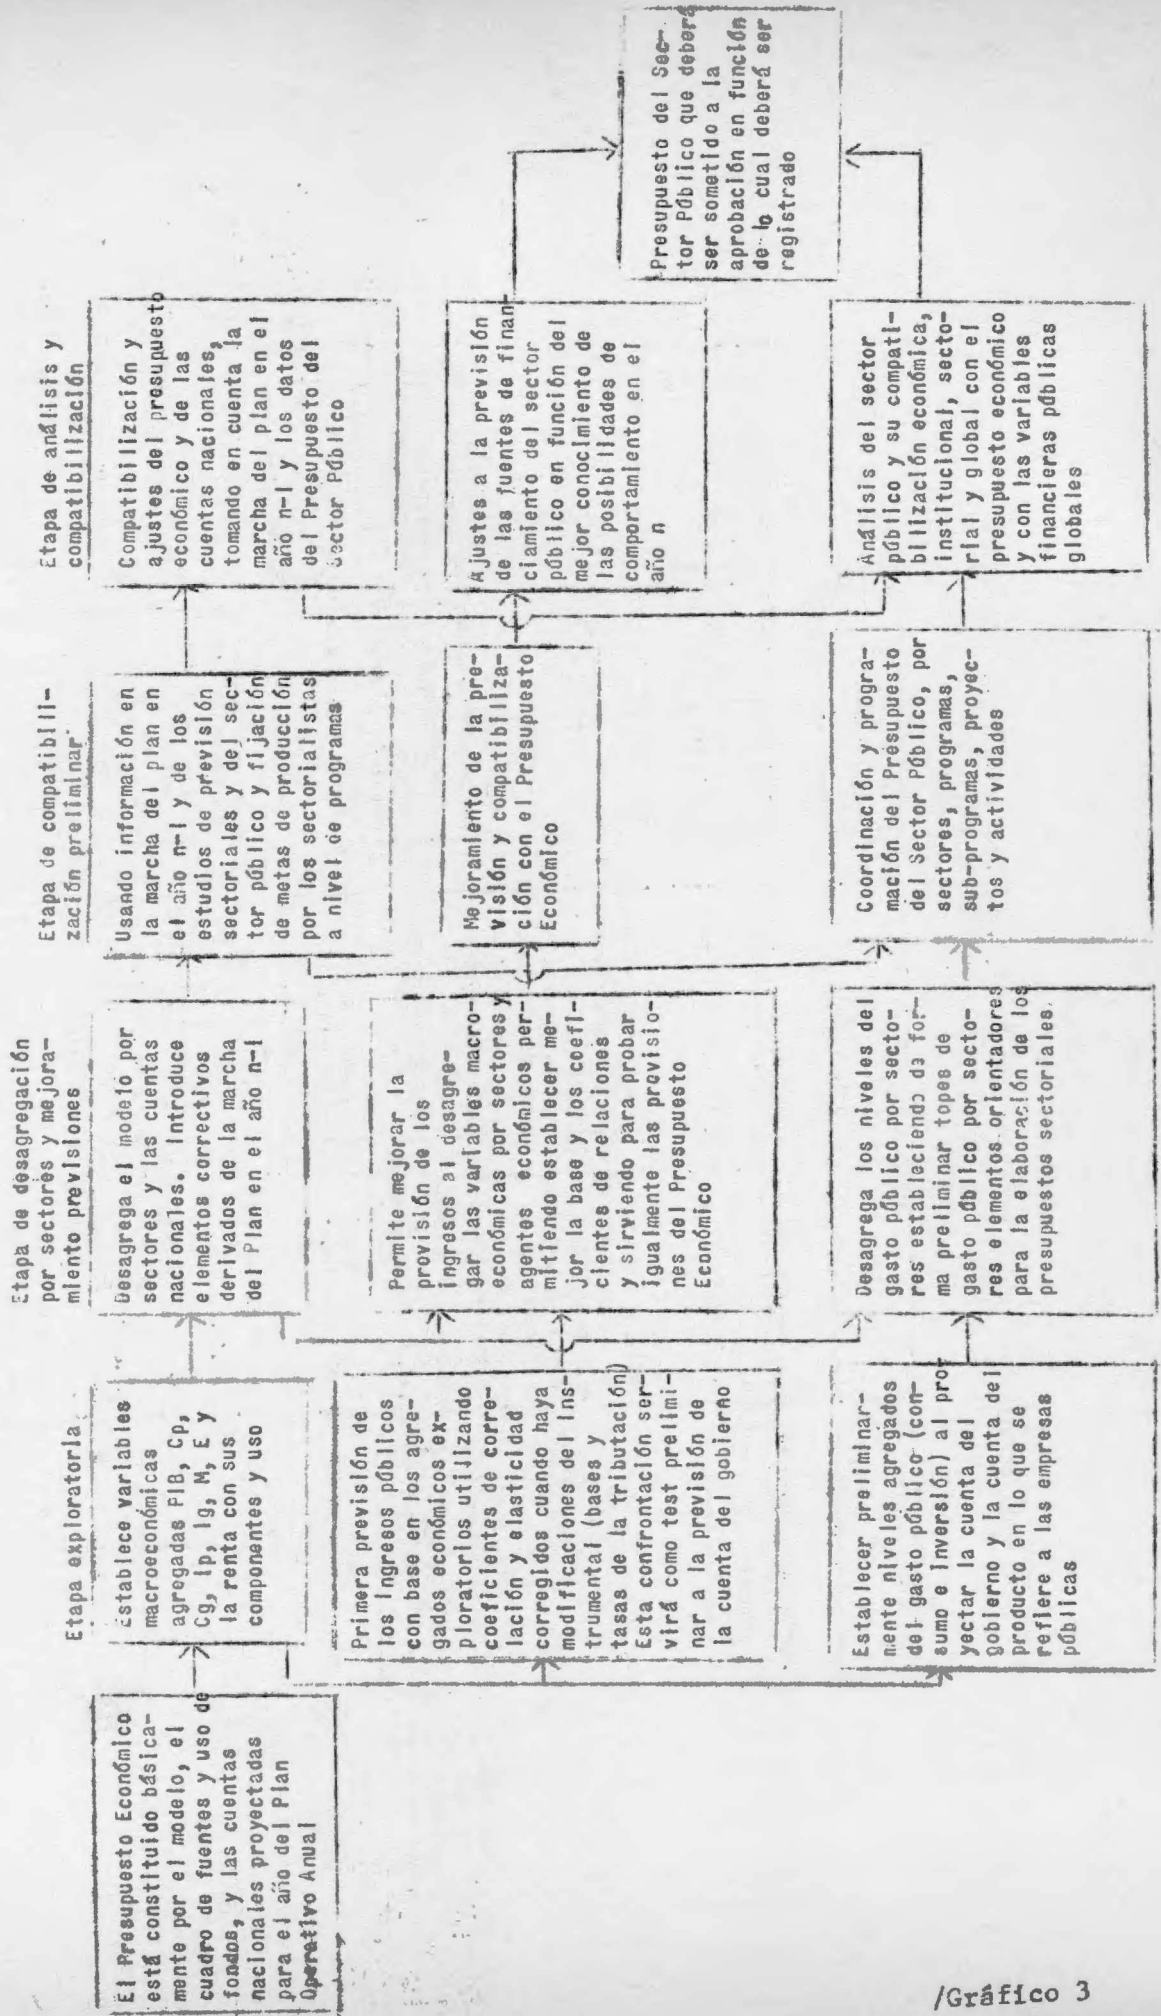 El Presupuesto Económico
está constituido básica-
mente por el modelo, el
cuadro de fuentes y uso de
fondos, y las cuentas
nacionales proyectadas
para el año del Plan
Operativo Anual
Etapa exploratoria
Establece variables
macroeconómicas
agregadas PIB, Cp,
Cg, Ip, Ig, M, E y
la renta con sus
componentes y uso
Primera previsión de
los ingresos públicos
con base en los agre-
gados económicos ex-
ploratorios utilizando
coeficientes de corre-
lación y elasticidad
corregidos cuando haya
modificaciones del ins-
trumental (bases y
tasas de la tributación)
Esta confrontación ser-
virá como test prelimi-
nar a la previsión de
la cuenta del gobierno
Establecer preliminar-
mente niveles agregados
del gasto público (con-
sumo e inversión) al pro
yectar la cuenta del
gobierno y la cuenta del
producto en lo que se
refiere a las empresas
públicas
Etapa de desagregación
por sectores y mejora-
miento previsiones
Desagrega el modelo por
sectores y las cuentas
nacionales. Introduce
elementos correctivos
derivados de la marcha
del Plan en el año n-1
Permite mejorar la
provisión de los
ingresos al desagre-
gar las variables macro-
económicas por sectores y
agentes económicos per-
mitiendo establecer me-
jor la base y los coefi-
cientes de relaciones
y sirviendo para probar
igualmente las previsio-
nes del Presupuesto
Económico
Desagrega los niveles del
gasto público por secto-
res estableciendo de for-
ma preliminar topes de
gasto público por secto-
res elementos orientadores
para la elaboración de los
presupuestos sectoriales.
Etapa de compatibili-
zación preliminar
Usando información en
la marcha del plan en
el año n-1 y de los
estudios de previsión
sectoriales y del sec-
tor público y fijación
de metas de producción
por los sectorialistas
a nivel de programas
Mejoramiento de la pre-
visión y compatibiliza-
ción con el Presupuesto
Económico
Coordinación y progra-
mación del Presupuesto
del Sector Público, por
sectores, programas,
sub-programas, proyec-
tos y actividades
Etapa de análisis y
compatibilización
Compatibilización y
ajustes del presupuesto
económico y de las
cuentas nacionales,
tomando en cuenta la
marcha del plan en el
año n-1 y los datos
del Presupuesto del
Sector Público
Ajustes a la previsión
de las fuentes de finan-
ciamiento del sector
público en función del
mejor conocimiento de
las posibilidades de
comportamiento en el
año n
Análisis del sector
público y su compati-
bilización económica,
institucional, secto-
rial y global con el
presupuesto económico
y con las variables
financieras públicas
globales
Presupuesto del Sec-
tor Público que deberá
ser sometido a la
aprobación en función
de lo cual deberá ser
registrado
/Gráfico 3